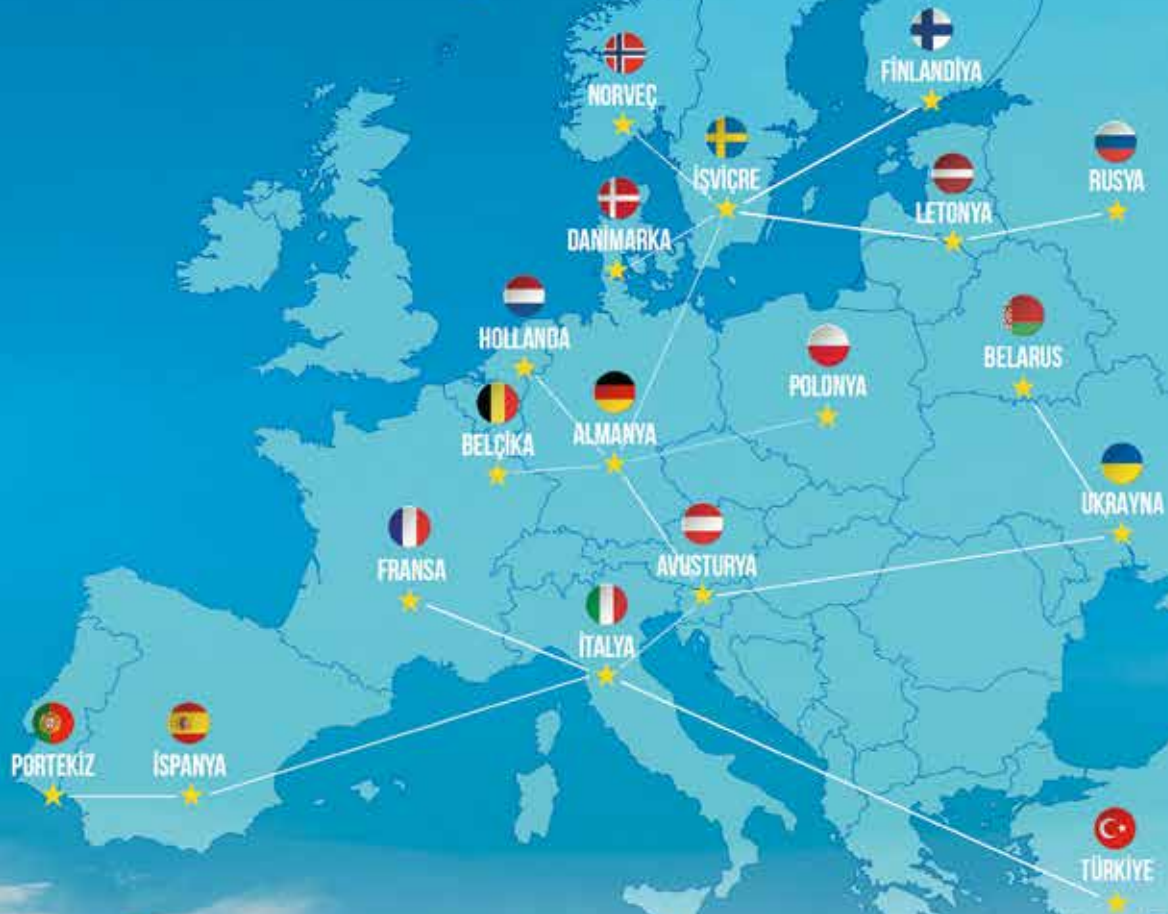 FİNLANDİYA
NORVEÇ
İŞVİÇRE
RUSYA
LETONYA
DANİMARKA
HOLLANDA
BELARUS
POLONYA
BELÇİKA
ALMANYA
UKRAYNA
FRANSA
AVUSTURYA
İTALYA
PORTEKİZ
İSPANYA
TÜRKİYE